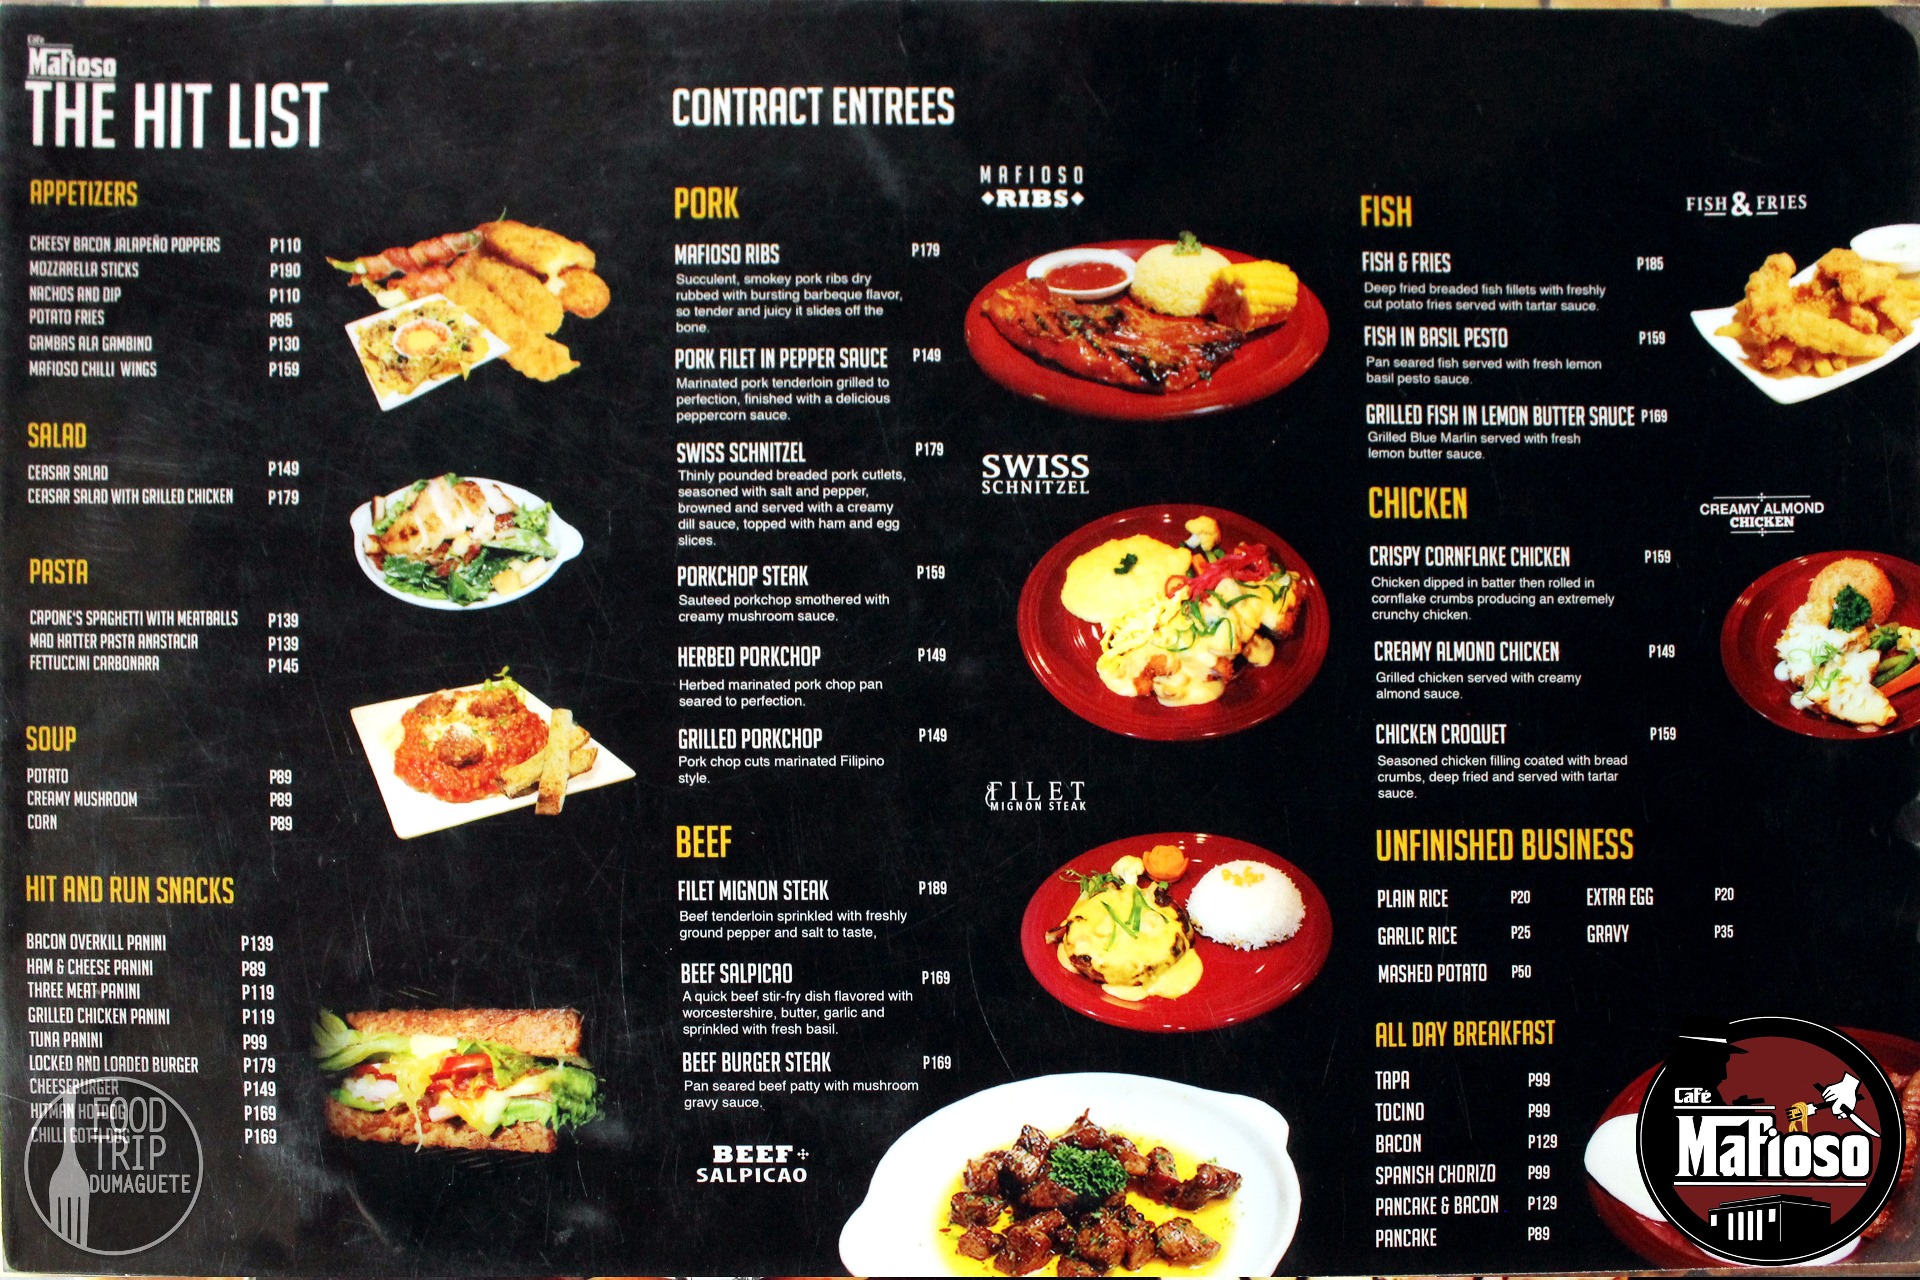 Café
Mafioso
THE HIT LIST
APPETIZERS
CHEESY BACON JALAPEÑO POPPERS P110
MOZZARELLA STICKS P190
NACHOS AND DIP P110
POTATO FRIES P85
GAMBAS ALA GAMBINO P130
MAFIOSO CHILLI WINGS P159
SALAD
CEASAR SALAD P149
CEASAR SALAD WITH GRILLED CHICKEN P179
PASTA
CAPONE'S SPAGHETTI WITH MEATBALLS P139
MAD HATTER PASTA ANASTACIA P139
FETTUCCINI CARBONARA P145
SOUP
POTATO P89
CREAMY MUSHROOM P89
CORN P89
HIT AND RUN SNACKS
BACON OVERKILL PANINI P139
HAM & CHEESE PANINI P89
THREE MEAT PANINI P119
GRILLED CHICKEN PANINI P119
TUNA PANINI P99
LOCKED AND LOADED BURGER P179
CHEESEBURGER P149
HITMAN HOTDOG P169
CHILLI GOTTI DOG P169
FOOD
TRIP
DUMAGUETE
CONTRACT ENTREES
PORK
MAFIOSO RIBS P179
Succulent, smokey pork ribs dry
rubbed with bursting barbeque flavor,
so tender and juicy it slides off the
bone.
PORK FILET IN PEPPER SAUCE P149
Marinated pork tenderloin grilled to
perfection, finished with a delicious
peppercorn sauce.
SWISS SCHNITZEL P179
Thinly pounded breaded pork cutlets,
seasoned with salt and pepper,
browned and served with a creamy
dill sauce, topped with ham and egg
slices.
PORKCHOP STEAK P159
Sauteed porkchop smothered with
creamy mushroom sauce.
HERBED PORKCHOP P149
Herbed marinated pork chop pan
seared to perfection.
GRILLED PORKCHOP P149
Pork chop cuts marinated Filipino
style.
BEEF
FILET MIGNON STEAK P189
Beef tenderloin sprinkled with freshly
ground pepper and salt to taste,
BEEF SALPICAO P169
A quick beef stir-fry dish flavored with
worcestershire, butter, garlic and
sprinkled with fresh basil.
BEEF BURGER STEAK P169
Pan seared beef patty with mushroom
gravy sauce.
BEEF
SALPICAO
MAFIOSO
RIBS
SWISS
SCHNITZEL
FILET
MIGNON STEAK
FISH
FISH & FRIES P185
Deep fried breaded fish fillets with freshly
cut potato fries served with tartar sauce.
FISH IN BASIL PESTO P159
Pan seared fish served with fresh lemon
basil pesto sauce.
GRILLED FISH IN LEMON BUTTER SAUCE P169
Grilled Blue Marlin served with fresh
lemon butter sauce.
CHICKEN
CRISPY CORNFLAKE CHICKEN P159
Chicken dipped in batter then rolled in
cornflake crumbs producing an extremely
crunchy chicken.
CREAMY ALMOND CHICKEN P149
Grilled chicken served with creamy
almond sauce.
CHICKEN CROQUET P159
Seasoned chicken filling coated with bread
crumbs, deep fried and served with tartar
sauce.
UNFINISHED BUSINESS
PLAIN RICE P20 EXTRA EGG P20
GARLIC RICE P25 GRAVY P35
MASHED POTATO P50
ALL DAY BREAKFAST
TAPA P99
TOCINO P99
BACON P129
SPANISH CHORIZO P99
PANCAKE & BACON P129
PANCAKE P89
FISH & FRIES
CREAMY ALMOND
CHICKEN
Café
Mafioso